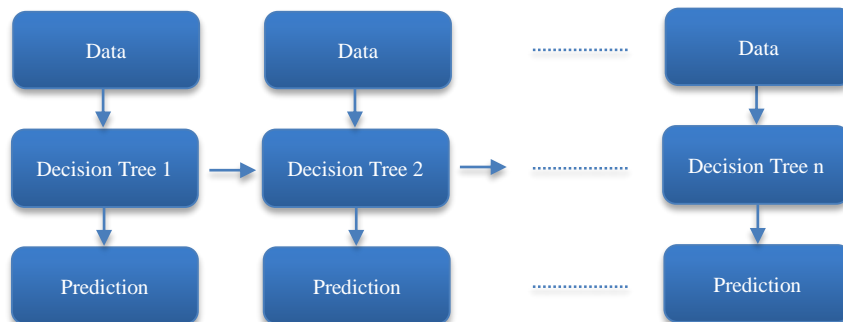 Data
Data
Data
Decision Tree 1
Decision Tree 2
Decision Tree n
Prediction
Prediction
Prediction